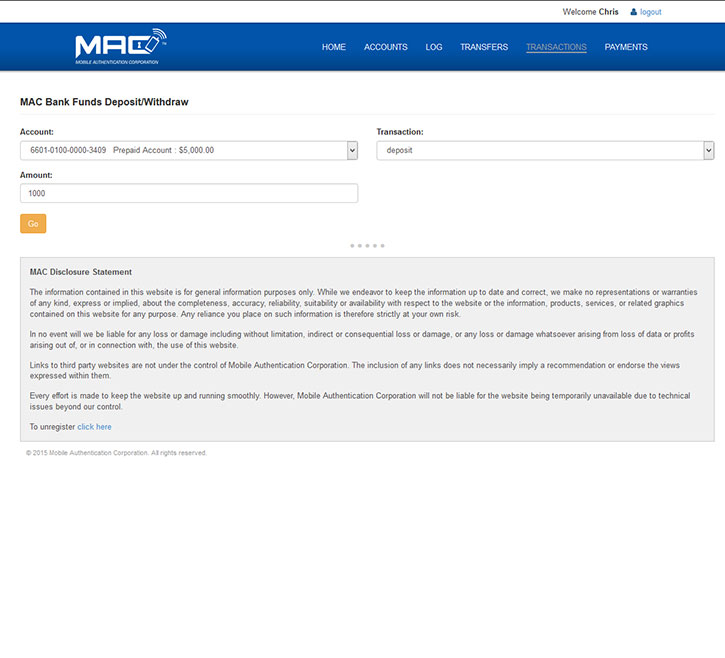 Welcome Chris logout
MAC TM
MOBILE AUTHENTICATION CORPORATION
HOME ACCOUNTS LOG TRANSFERS TRANSACTIONS PAYMENTS
MAC Bank Funds Deposit/Withdraw
Account: Transaction:
6601-0100-0000-3409 Prepaid Account : $5,000.00 deposit
Amount:
1000
Go
MAC Disclosure Statement
The information contained in this website is for general information purposes only. While we endeavor to keep the information up to date and correct, we make no representations or warranties
of any kind, express or implied, about the completeness, accuracy, reliability, suitability or availability with respect to the website or the information, products, services, or related graphics
contained on this website for any purpose. Any reliance you place on such information is therefore strictly at your own risk.
In no event will we be liable for any loss or damage including without limitation, indirect or consequential loss or damage, or any loss or damage whatsoever arising from loss of data or profits
arising out of, or in connection with, the use of this website.
Links to third party websites are not under the control of Mobile Authentication Corporation. The inclusion of any links does not necessarily imply a recommendation or endorse the views
expressed within them.
Every effort is made to keep the website up and running smoothly. However, Mobile Authentication Corporation will not be liable for the website being temporarily unavailable due to technical
issues beyond our control.
To unregister click here
© 2015 Mobile Authentication Corporation. All rights reserved.